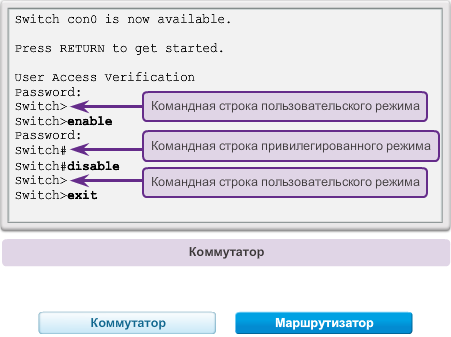 Switch con0 is now available.
Press RETURN to get started.
User Access Verification
Password:
Switch>
Командная строка пользовательского режима
Switch>enable
Password:
Switch#
Командная строка привилегированного режима
Switch#disable
Switch>
Командная строка пользовательского режима
Switch>exit
Коммутатор
Коммутатор
Маршрутизатор